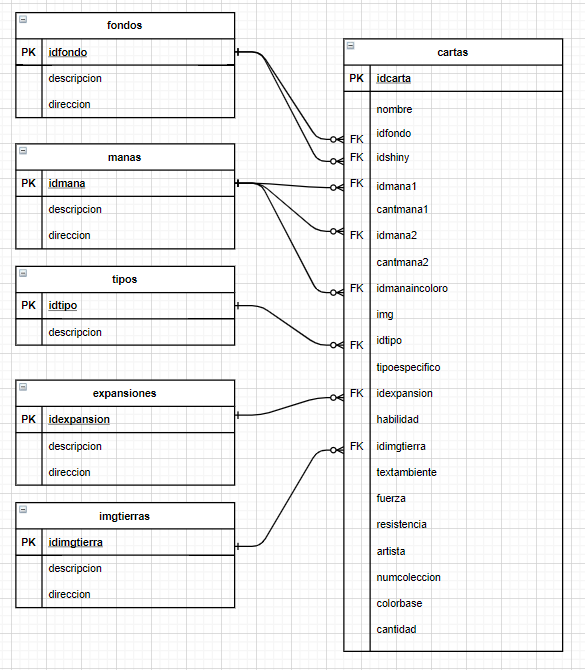 fondos
PK idfondo
descripcion
direccion
manas
PK idmana
descripcion
direccion
tipos
PK idtipo
descripcion
expansiones
PK idexpansion
descripcion
direccion
imgtierras
PK idimgtierra
descripcion
direccion
cartas
PK idcarta
nombre
FK idfondo
FK idshiny
FK idmana1
cantmana1
FK idmana2
cantmana2
FK idmanaincoloro
img
FK idtipo
tipoespecifico
FK idexpansion
habilidad
FK idimgtierra
textambiente
fuerza
resistencia
artista
numcoleccion
colorbase
cantidad